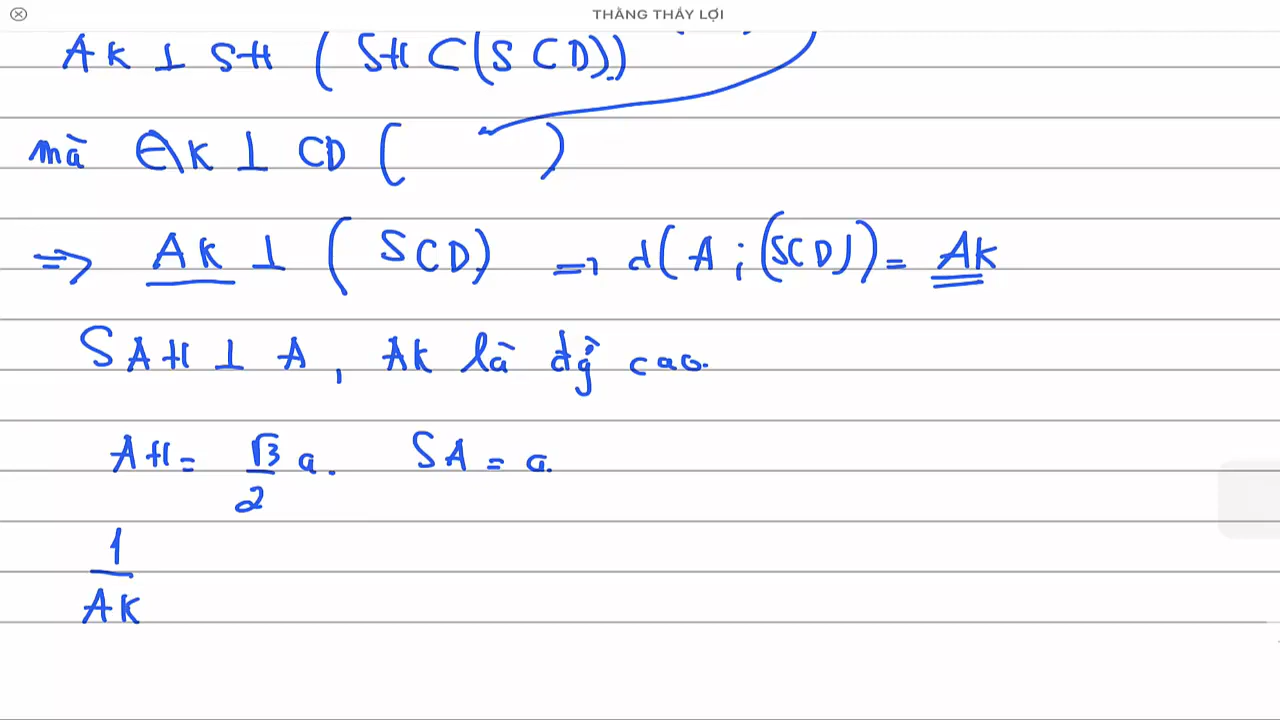 THẰNG THẦY LỢI
AK ⊥ SH ( SH ⊂ (SCD))
mà AK ⊥ CD ( )
⇒ AK ⊥ (SCD) ⇒ d(A; (SCD)) = AK
SAH ⊥ A, AK là đg cao.
AH = √3/2 a. SA = a.
1/AK